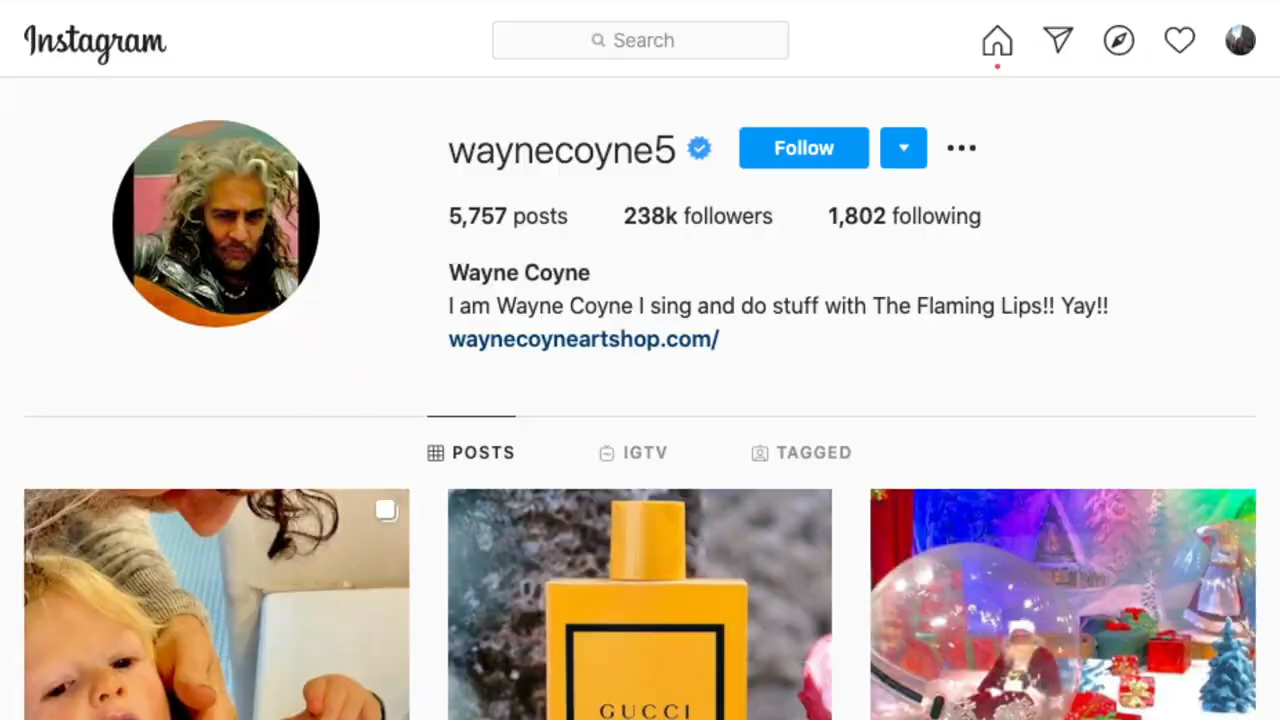 Instagram
Search
waynecoyne5
Follow
5,757 posts 238k followers 1,802 following
Wayne Coyne
I am Wayne Coyne I sing and do stuff with The Flaming Lips!! Yay!!
waynecoyneartshop.com/
POSTS IGTV TAGGED
GUCCI